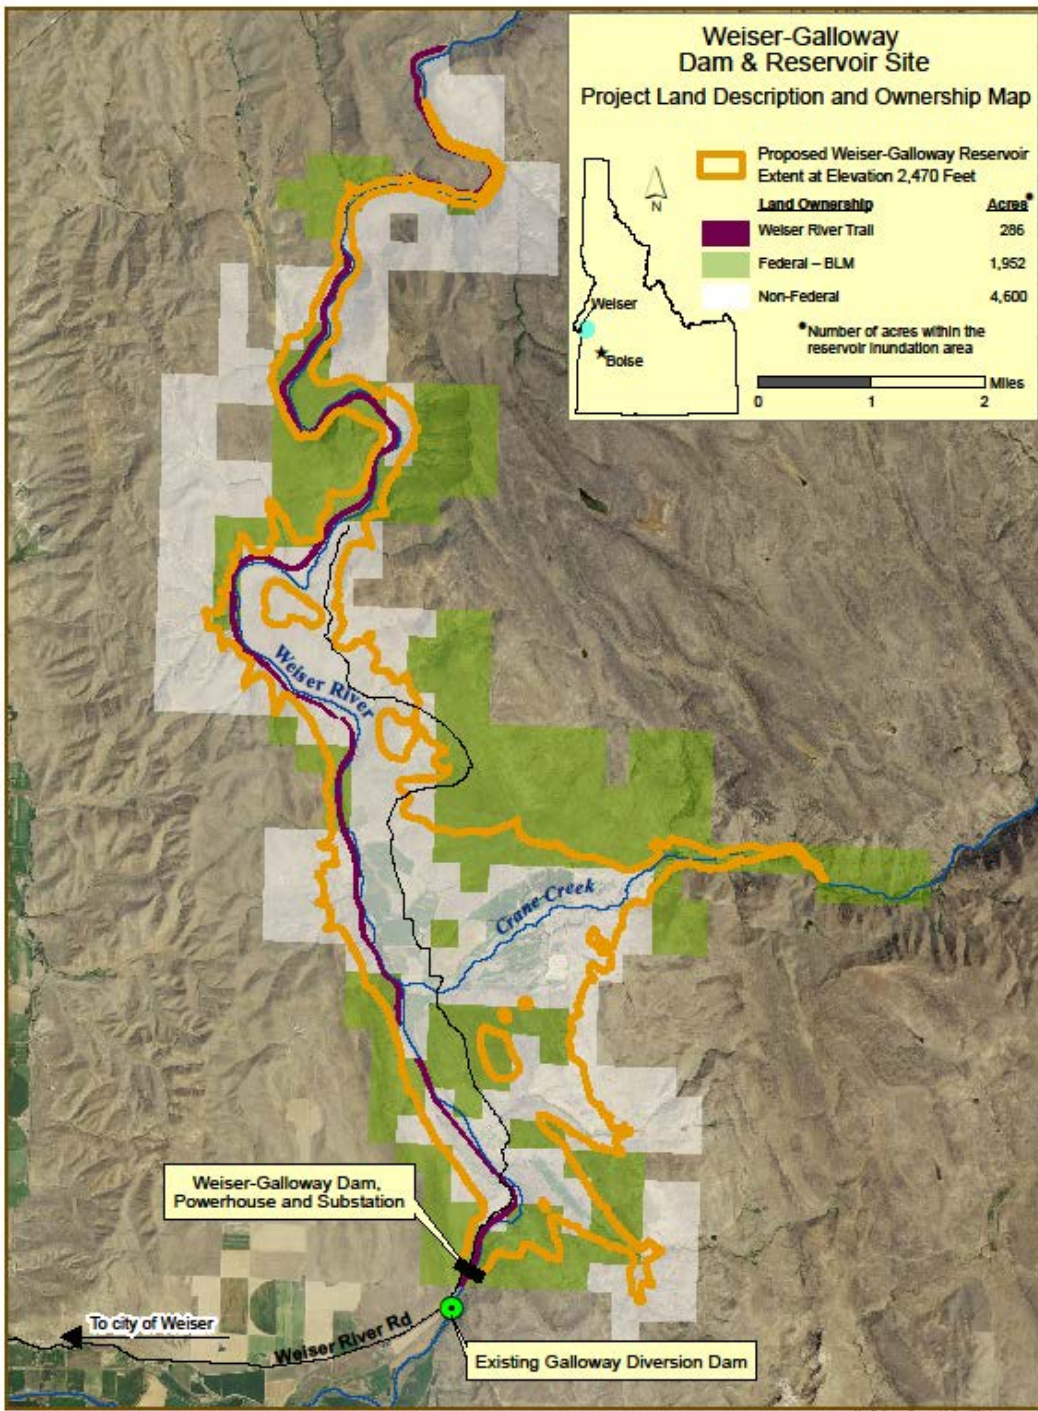 Weiser-Galloway
Dam & Reservoir Site
Project Land Description and Ownership Map
Proposed Weiser-Galloway Reservoir
Extent at Elevation 2,470 Feet
Land Ownership Acres*
Weiser River Trail 286
Federal – BLM 1,952
Non-Federal 4,600
*Number of acres within the
reservoir inundation area
N
Weiser
Boise
Miles
0 1 2
Weiser River
Crane Creek
Weiser-Galloway Dam,
Powerhouse and Substation
To city of Weiser
Weiser River Rd
Existing Galloway Diversion Dam